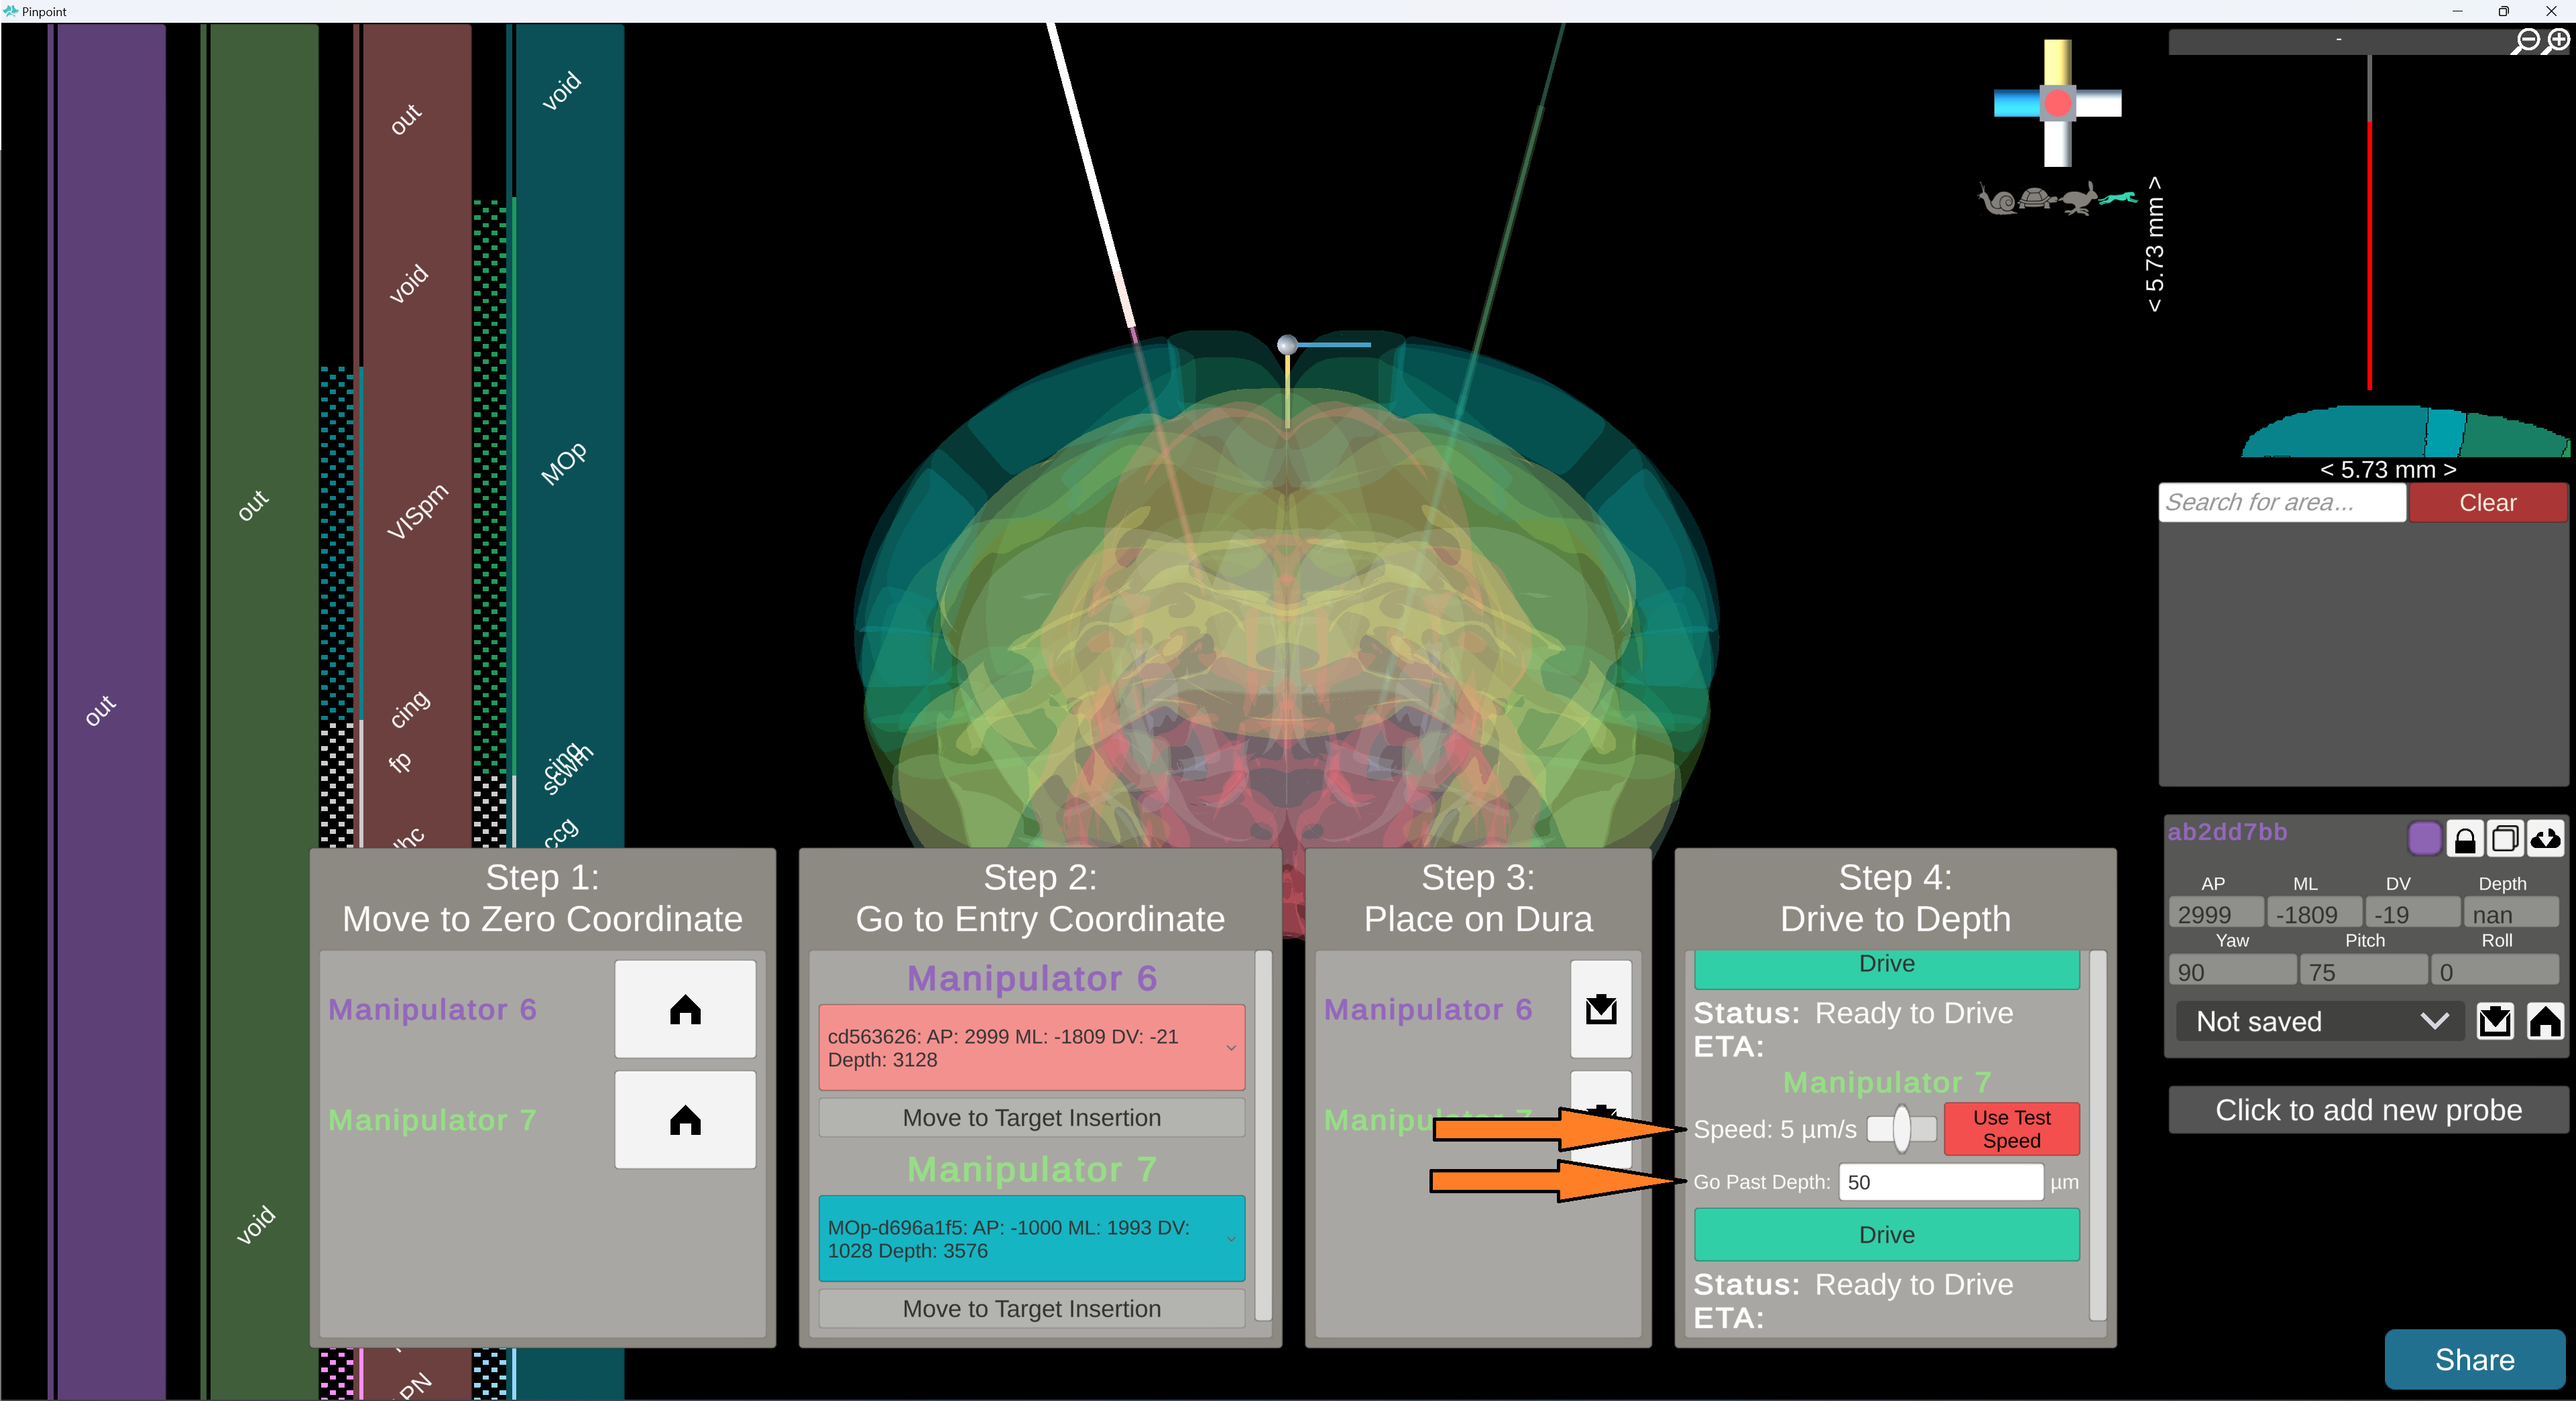 Pinpoint
out
out
void
out
void
VISpm
cing
fp
PN
void
MOp
cing
scwm
ccg
-
< 5.73 mm >
< 5.73 mm >
Search for area...
Clear
ab2dd7bb
AP ML DV Depth
2999 -1809 -19 nan
Yaw Pitch Roll
90 75 0
Not saved
Click to add new probe
Share
Step 1:
Move to Zero Coordinate
Manipulator 6
Manipulator 7
Step 2:
Go to Entry Coordinate
Manipulator 6
cd563626: AP: 2999 ML: -1809 DV: -21
Depth: 3128
Move to Target Insertion
Manipulator 7
MOp-d696a1f5: AP: -1000 ML: 1993 DV:
1028 Depth: 3576
Move to Target Insertion
Step 3:
Place on Dura
Manipulator 6
Step 4:
Drive to Depth
Drive
Status: Ready to Drive
ETA:
Manipulator 7
Speed: 5 µm/s
Use Test
Speed
Go Past Depth: 50 µm
Drive
Status: Ready to Drive
ETA: